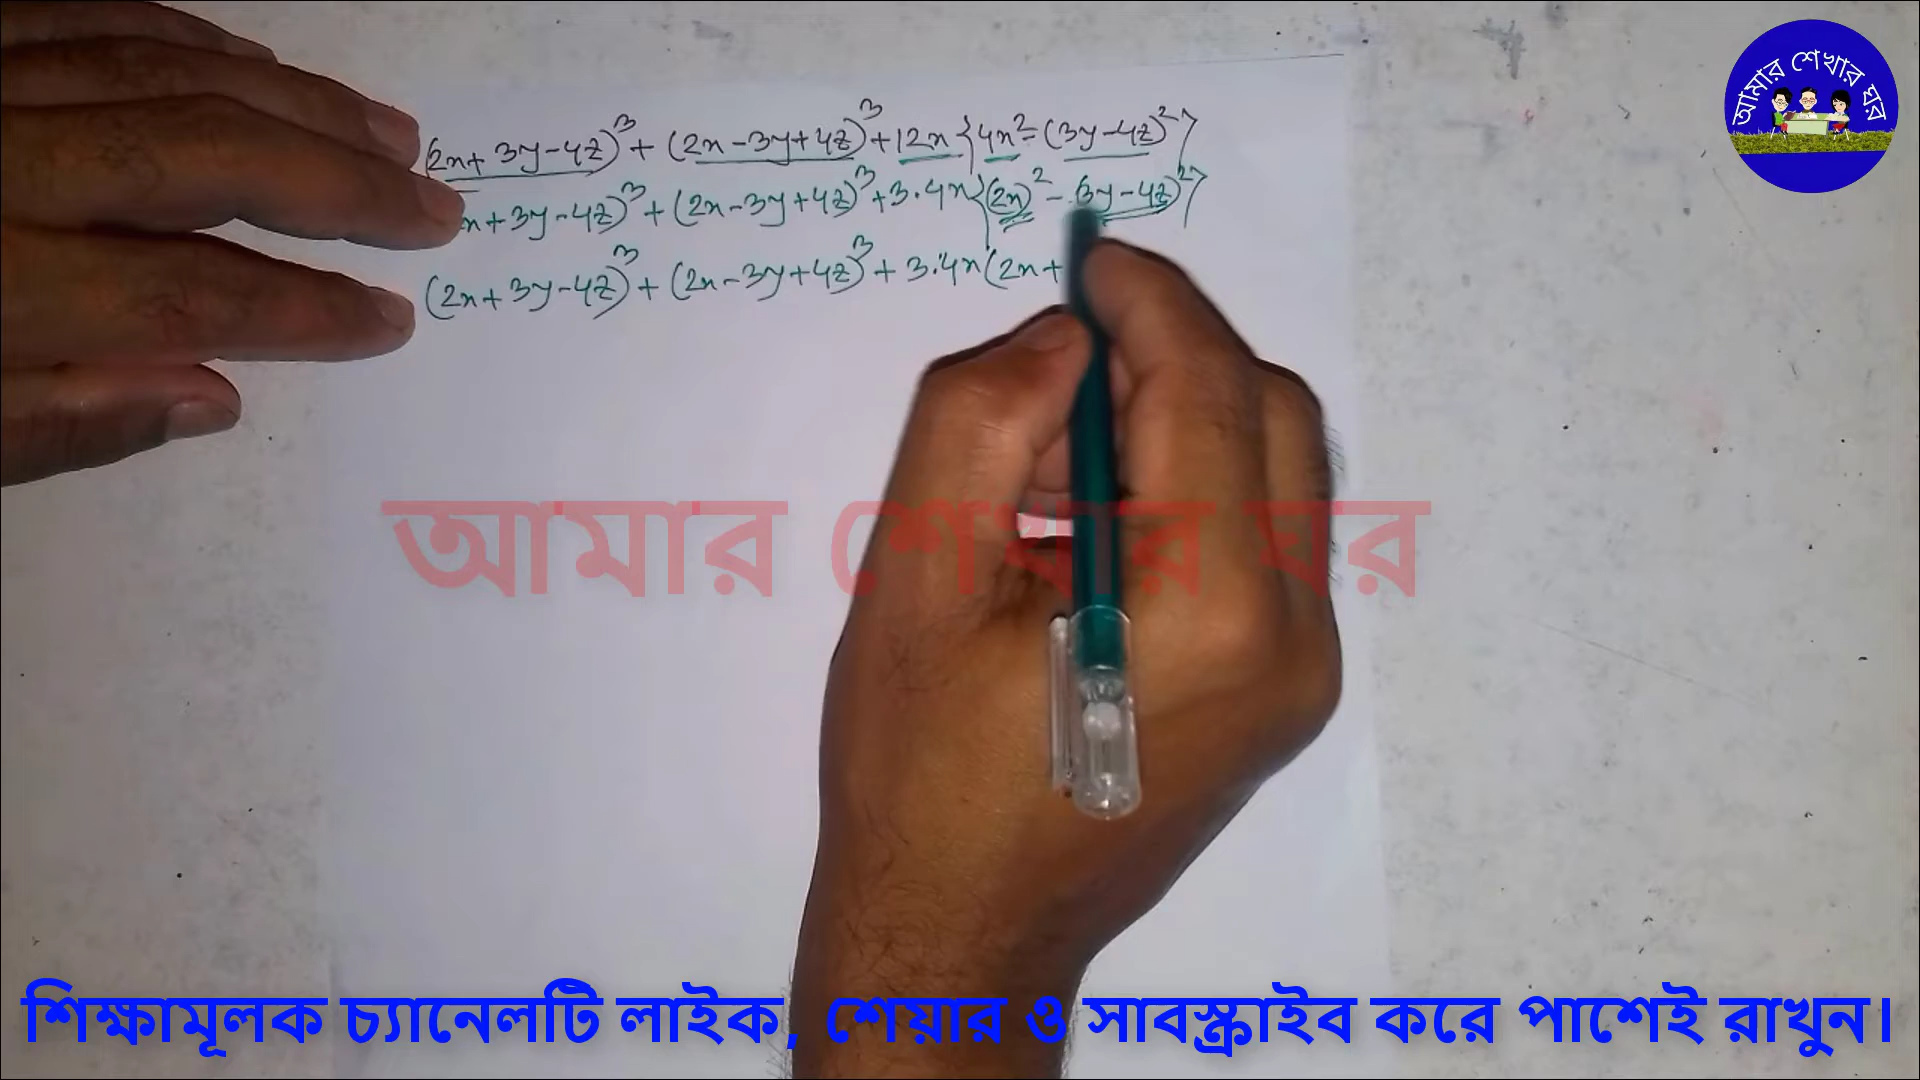 আমার শেখার ঘর
(2x+3y-4z)³+(2x-3y+4z)³+12x{4x²-(3y-4z)²}
x+3y-4z)³+(2x-3y+4z)³+3.4x{(2x)²-(3y-4z)²}
(2x+3y-4z)³+(2x-3y+4z)³+3.4x(2x+
আমার শেখার ঘর
শিক্ষামূলক চ্যানেলটি লাইক, শেয়ার ও সাবস্ক্রাইব করে পাশেই রাখুন।